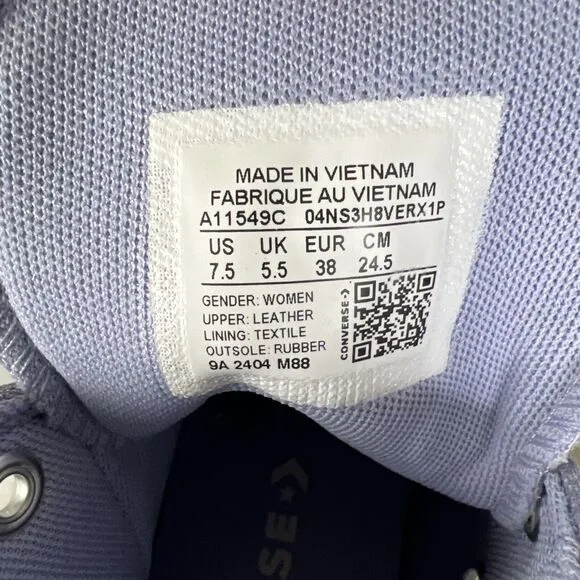 MADE IN VIETNAM
FABRIQUE AU VIETNAM
A11549C 04NS3H8VERX1P
US UK EUR CM
7.5 5.5 38 24.5
GENDER: WOMEN
UPPER: LEATHER
LINING: TEXTILE
OUTSOLE: RUBBER
9A 2404 M88
CONVERSE